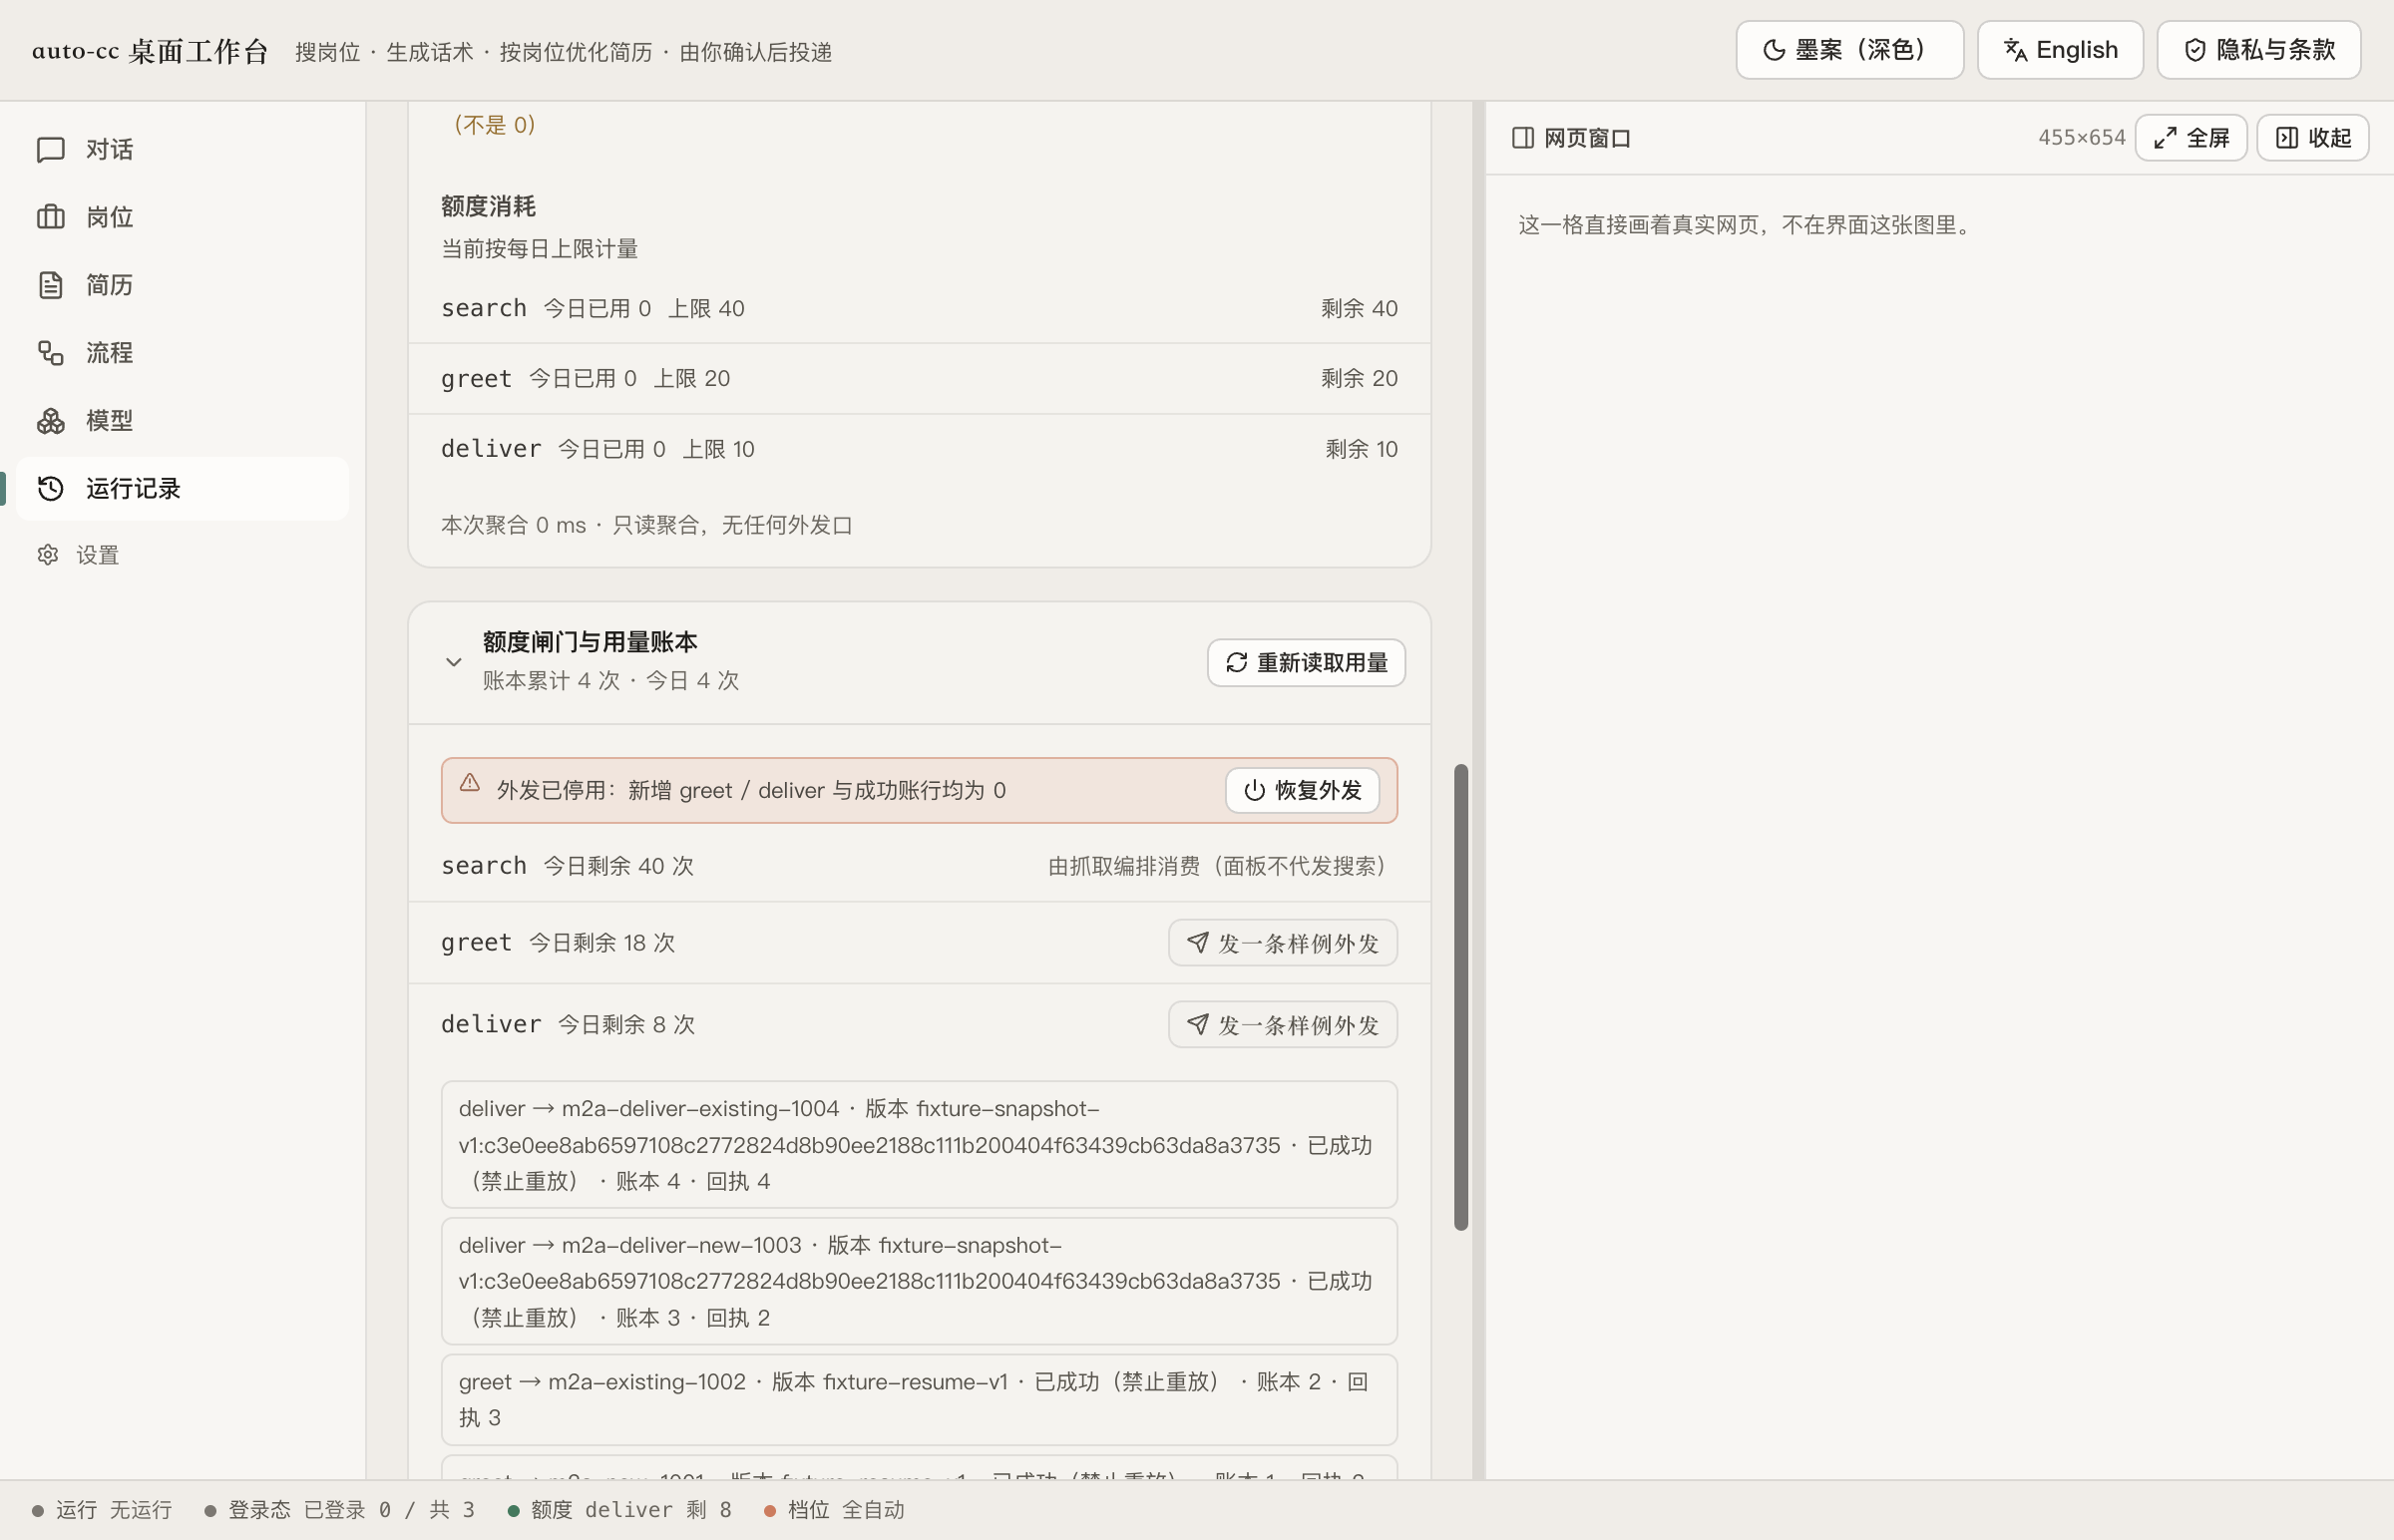 auto-cc 桌面工作台 搜岗位 · 生成话术 · 按岗位优化简历 · 由你确认后投递
墨案（深色）
English
隐私与条款
对话
岗位
简历
流程
模型
运行记录
设置
（不是 0）
额度消耗
当前按每日上限计量
search 今日已用 0 上限 40 剩余 40
greet 今日已用 0 上限 20 剩余 20
deliver 今日已用 0 上限 10 剩余 10
本次聚合 0 ms · 只读聚合，无任何外发口
额度闸门与用量账本
账本累计 4 次 · 今日 4 次
重新读取用量
外发已停用：新增 greet / deliver 与成功账行均为 0
恢复外发
search 今日剩余 40 次 由抓取编排消费（面板不代发搜索）
greet 今日剩余 18 次 发一条样例外发
deliver 今日剩余 8 次 发一条样例外发
deliver → m2a-deliver-existing-1004 · 版本 fixture-snapshot-
v1:c3e0ee8ab6597108c2772824d8b90ee2188c111b200404f63439cb63da8a3735 · 已成功
（禁止重放） · 账本 4 · 回执 4
deliver → m2a-deliver-new-1003 · 版本 fixture-snapshot-
v1:c3e0ee8ab6597108c2772824d8b90ee2188c111b200404f63439cb63da8a3735 · 已成功
（禁止重放） · 账本 3 · 回执 2
greet → m2a-existing-1002 · 版本 fixture-resume-v1 · 已成功（禁止重放） · 账本 2 · 回
执 3
网页窗口
455×654
全屏
收起
这一格直接画着真实网页，不在界面这张图里。
运行 无运行 登录态 已登录 0 / 共 3 额度 deliver 剩 8 档位 全自动